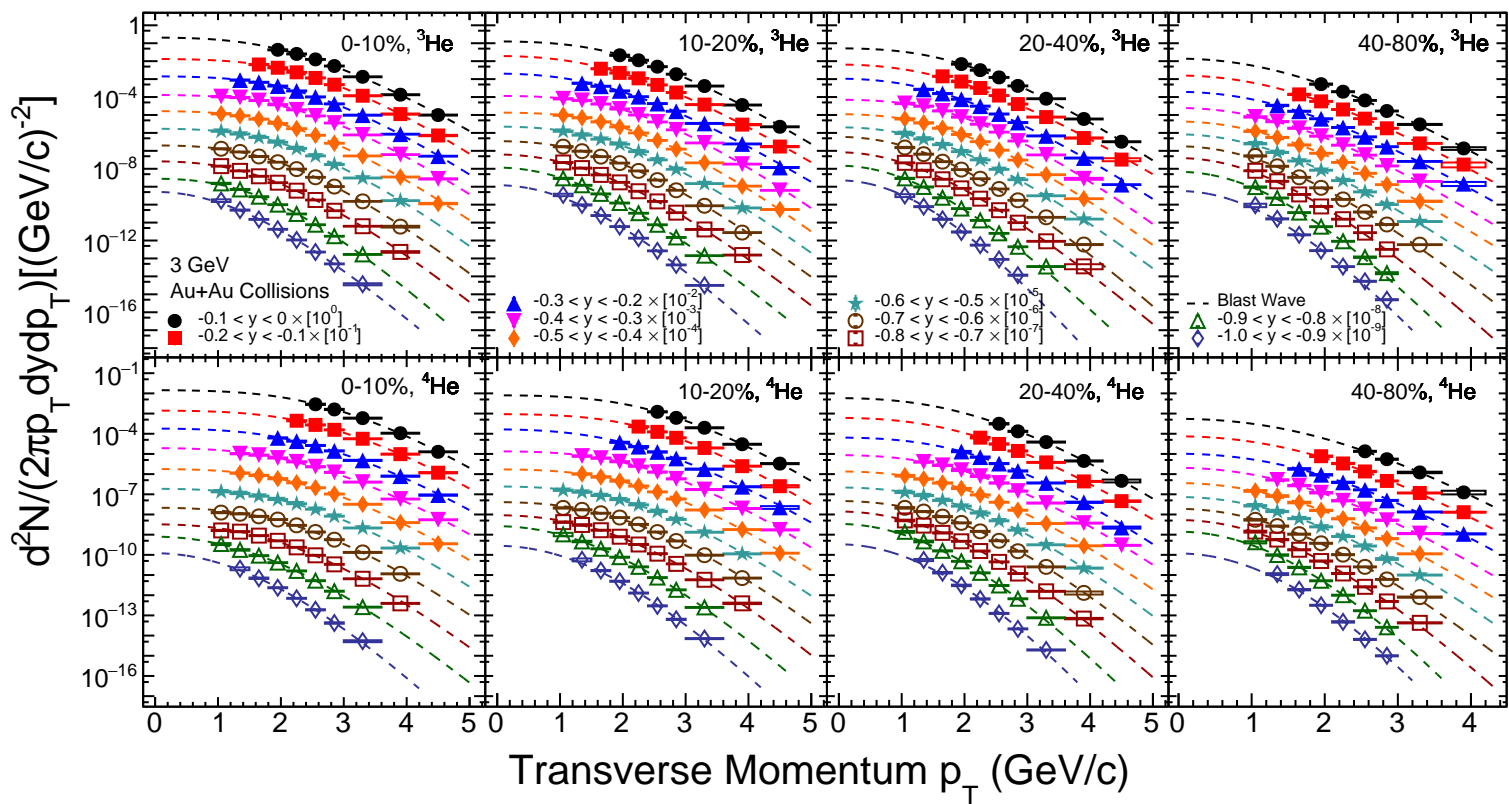 d²N/(2πp_T dydp_T)[(GeV/c)⁻²]
1
10⁻⁴
10⁻⁸
10⁻¹²
10⁻¹⁶
0-10%, ³He
3 GeV
Au+Au Collisions
-0.1 < y < 0 × [10⁰]
-0.2 < y < -0.1 × [10⁻¹]
10-20%, ³He
-0.3 < y < -0.2 × [10⁻²]
-0.4 < y < -0.3 × [10⁻³]
-0.5 < y < -0.4 × [10⁻⁴]
20-40%, ³He
-0.6 < y < -0.5 × [10⁻⁵]
-0.7 < y < -0.6 × [10⁻⁶]
-0.8 < y < -0.7 × [10⁻⁷]
40-80%, ³He
Blast Wave
-0.9 < y < -0.8 × [10⁻⁸]
-1.0 < y < -0.9 × [10⁻⁹]
10⁻¹
10⁻⁴
10⁻⁷
10⁻¹⁰
10⁻¹³
10⁻¹⁶
0-10%, ⁴He
10-20%, ⁴He
20-40%, ⁴He
40-80%, ⁴He
0 1 2 3 4 5
0 1 2 3 4 5
0 1 2 3 4 5
0 1 2 3 4
Transverse Momentum p_T (GeV/c)